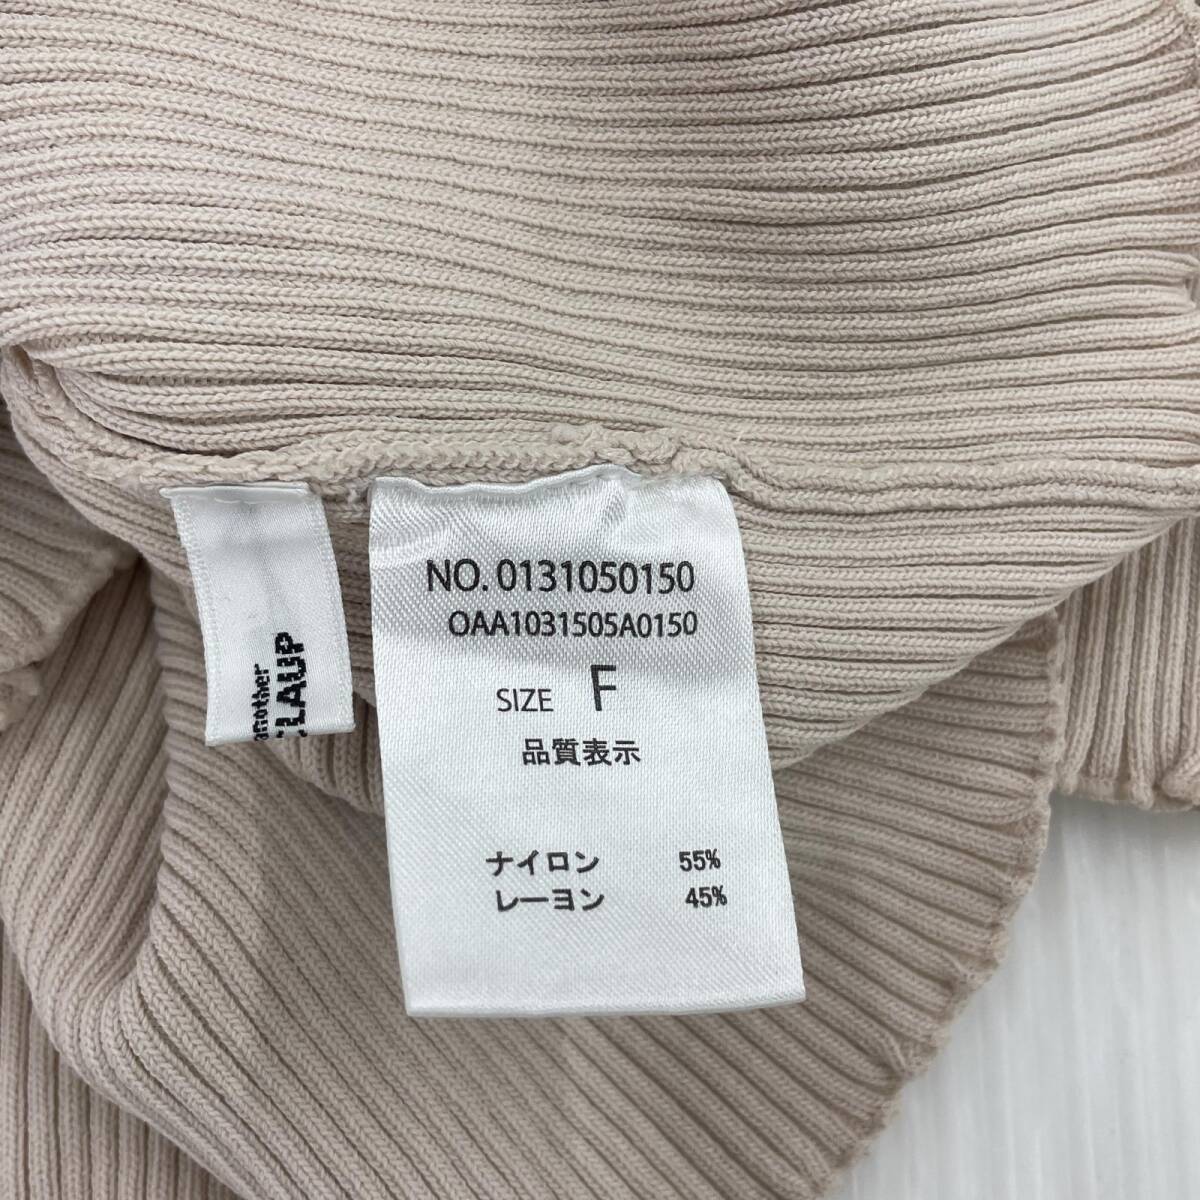 another
LAUP
NO. 0131050150
OAA1031505A0150
SIZE F
品質表示
ナイロン 55%
レーヨン 45%